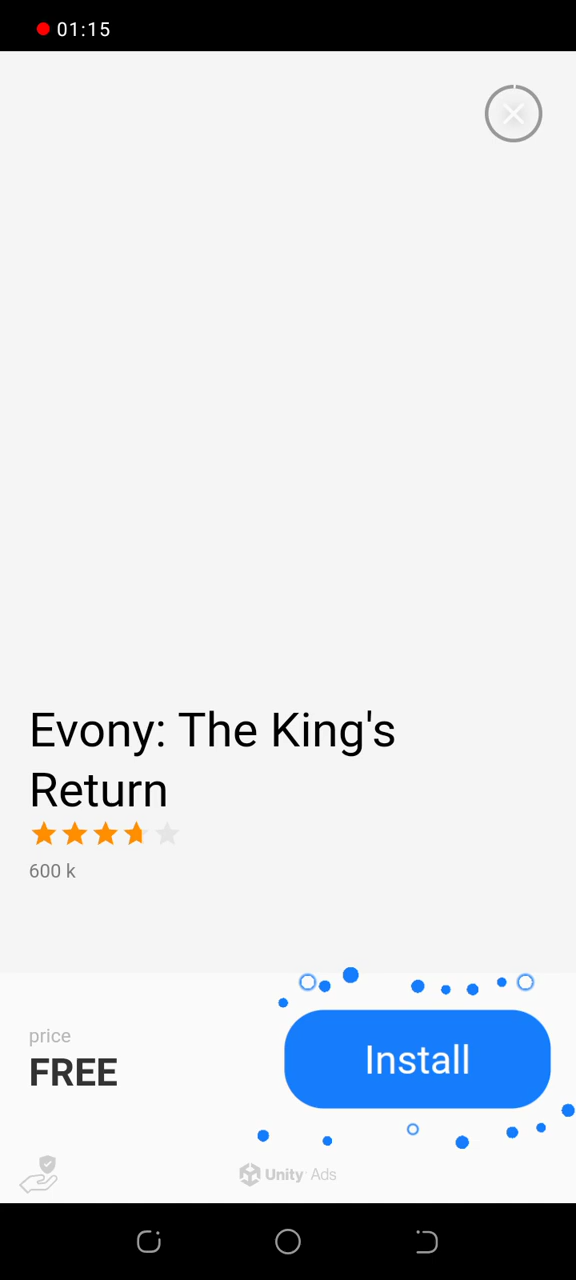 01:15
Evony: The King's
Return
600 k
price
FREE
Install
Unity Ads